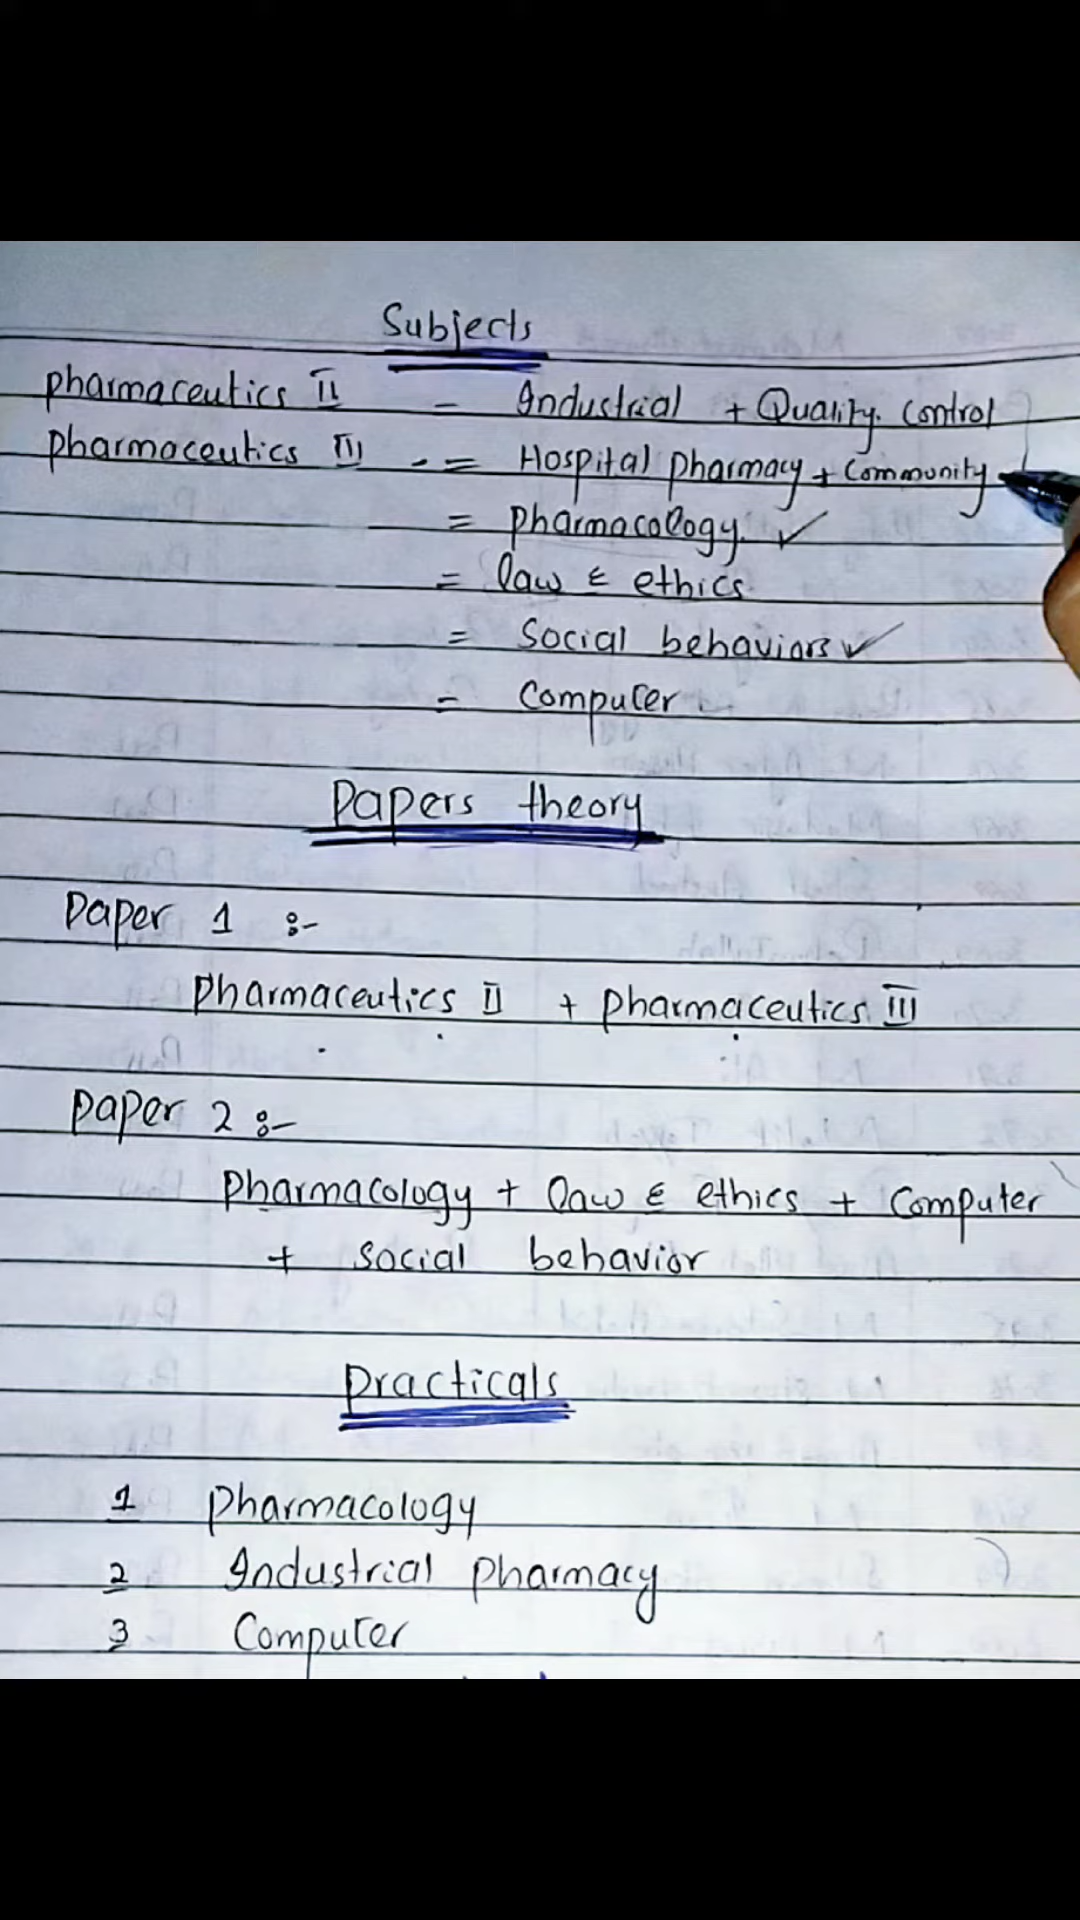 Subjects
Pharmaceutics II - Industrial + Quality Control
Pharmaceutics III - = Hospital pharmacy + Community
= Pharmacology. ✓
= law & ethics
= Social behaviors ✓
= Computer
Papers theory
Paper 1 :-
Pharmaceutics II + Pharmaceutics III
Paper 2 :-
Pharmacology + law & ethics + Computer
+ social behavior
Practicals
1 Pharmacology
2 Industrial pharmacy
3 Computer